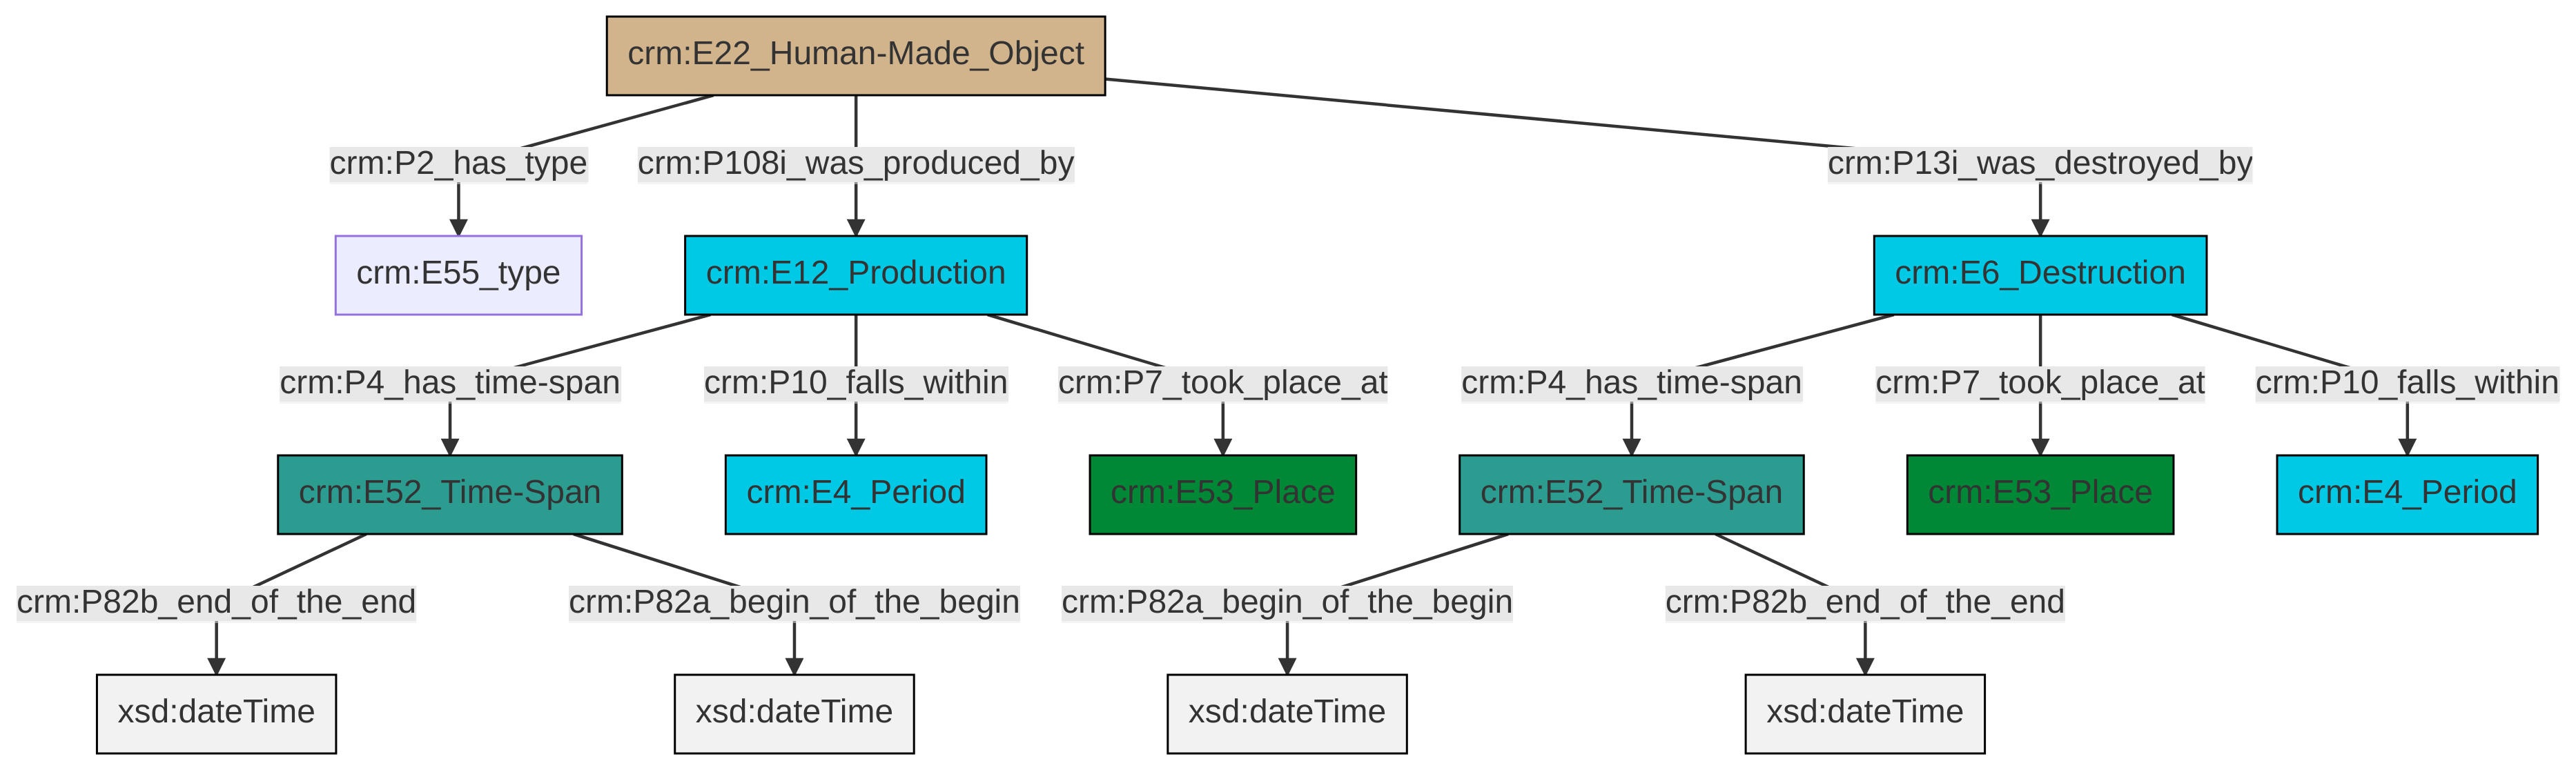 crm:E22_Human-Made_Object
crm:P2_has_type
crm:P108i_was_produced_by
crm:P13i_was_destroyed_by
crm:E55_type
crm:E12_Production
crm:E6_Destruction
crm:P4_has_time-span
crm:P10_falls_within
crm:P7_took_place_at
crm:P4_has_time-span
crm:P7_took_place_at
crm:P10_falls_within
crm:E52_Time-Span
crm:E4_Period
crm:E53_Place
crm:E52_Time-Span
crm:E53_Place
crm:E4_Period
crm:P82b_end_of_the_end
crm:P82a_begin_of_the_begin
crm:P82a_begin_of_the_begin
crm:P82b_end_of_the_end
xsd:dateTime
xsd:dateTime
xsd:dateTime
xsd:dateTime